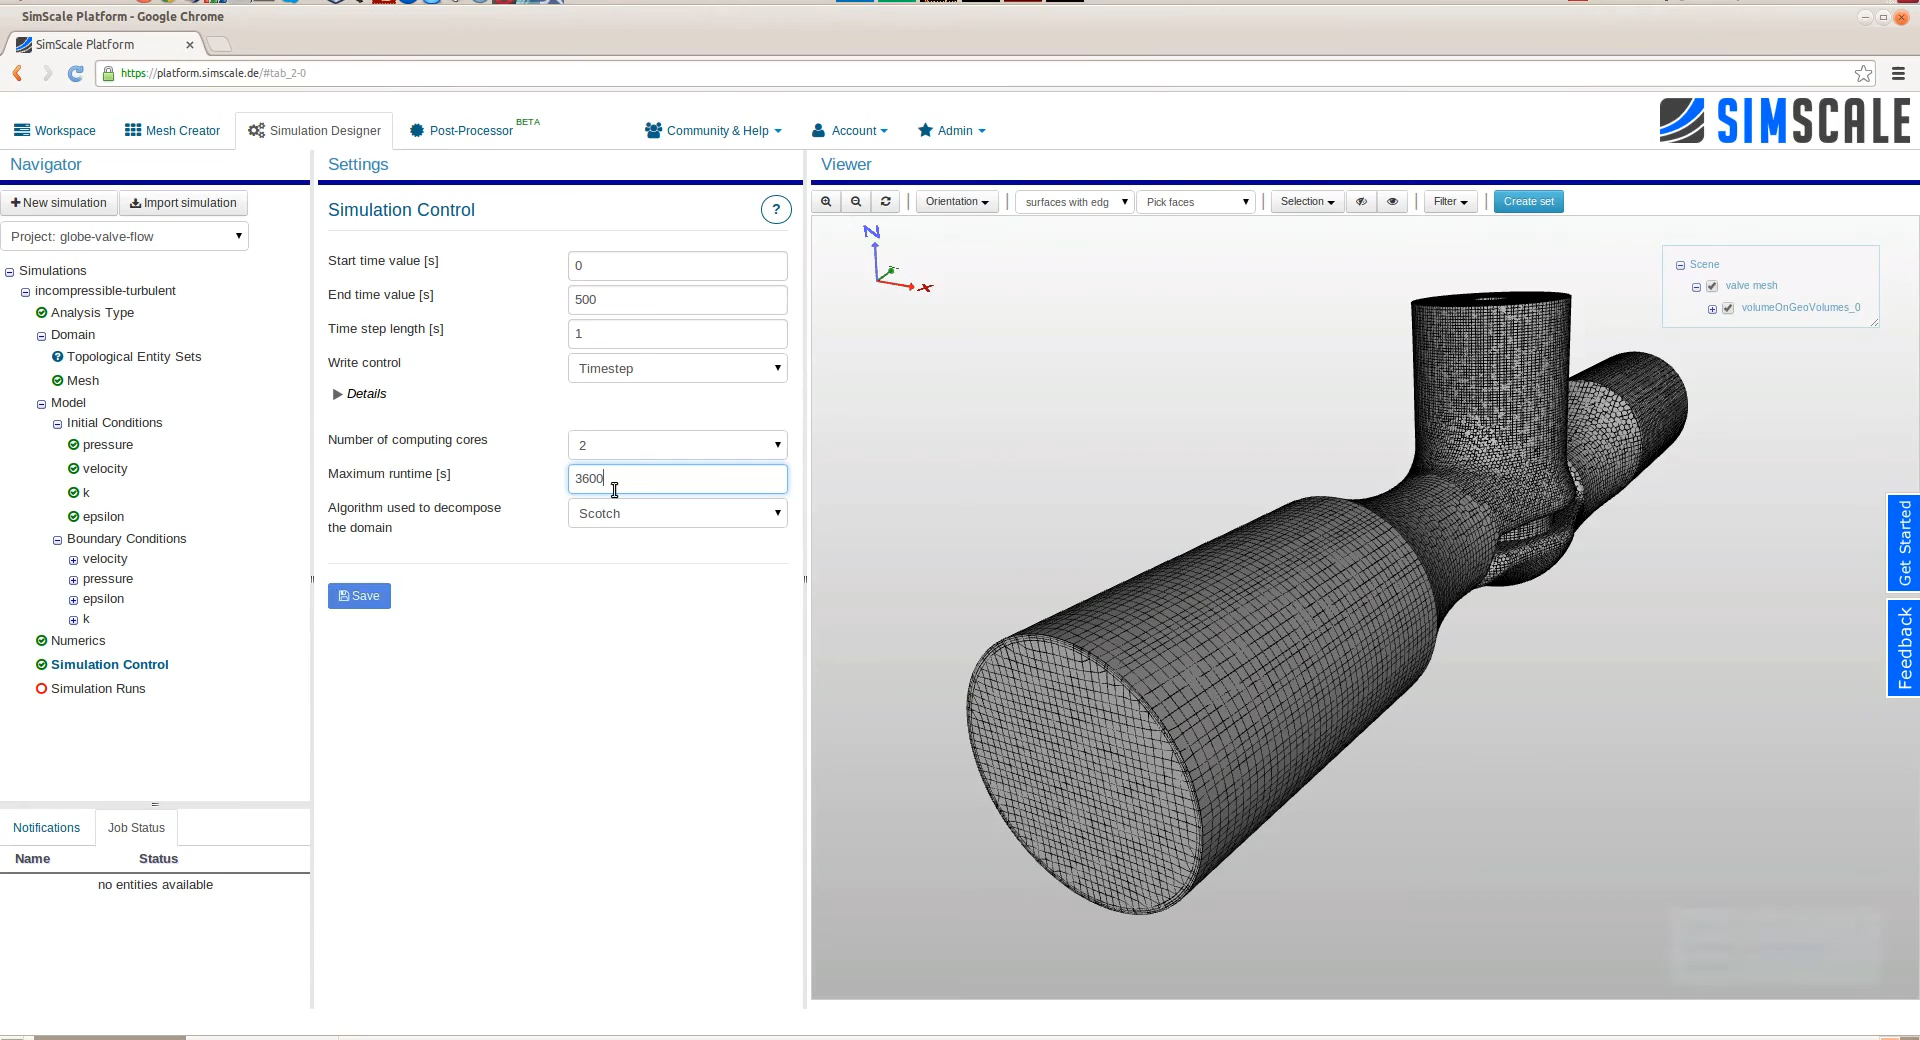 SimScale Platform - Google Chrome
SimScale Platform
https://platform.simscale.de/#tab_2-0
Workspace
Mesh Creator
Simulation Designer
Post-Processor BETA
Community & Help
Account
Admin
SIMSCALE
Navigator
New simulation
Import simulation
Project: globe-valve-flow
Simulations
incompressible-turbulent
Analysis Type
Domain
Topological Entity Sets
Mesh
Model
Initial Conditions
pressure
velocity
k
epsilon
Boundary Conditions
velocity
pressure
epsilon
k
Numerics
Simulation Control
Simulation Runs
Notifications
Job Status
Name Status
no entities available
Settings
Simulation Control
?
Start time value [s] 0
End time value [s] 500
Time step length [s] 1
Write control Timestep
Details
Number of computing cores 2
Maximum runtime [s] 3600
Algorithm used to decompose
the domain
Scotch
Save
Viewer
Orientation
surfaces with edg
Pick faces
Selection
Filter
Create set
Z
X
Scene
valve mesh
volumeOnGeoVolumes_0
Get Started
Feedback